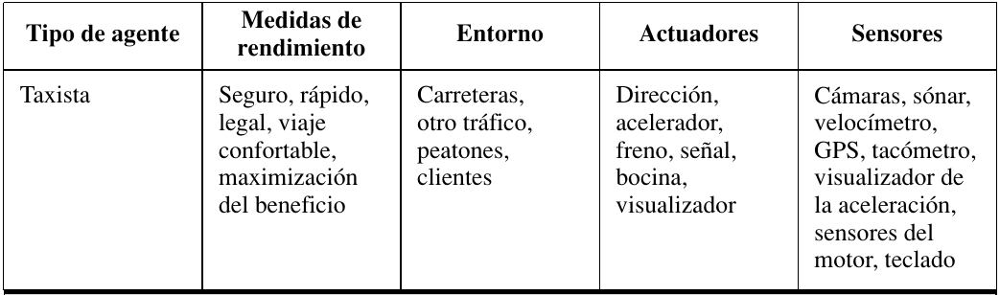 Tipo de agente
Medidas de
rendimiento
Entorno
Actuadores
Sensores
Taxista
Seguro, rápido,
legal, viaje
confortable,
maximización
del beneficio
Carreteras,
otro tráfico,
peatones,
clientes
Dirección,
acelerador,
freno, señal,
bocina,
visualizador
Cámaras, sónar,
velocímetro,
GPS, tacómetro,
visualizador de
la aceleración,
sensores del
motor, teclado